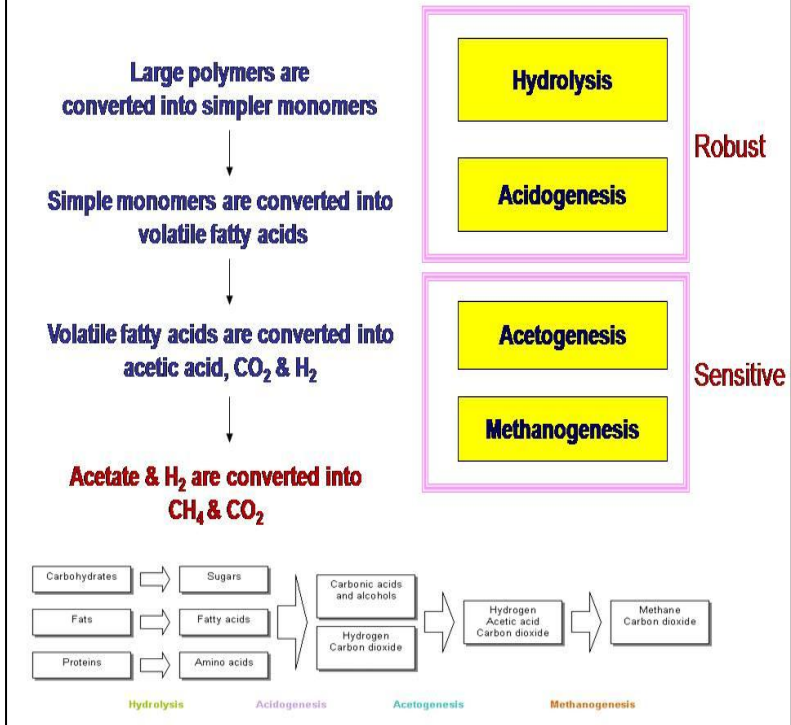 Large polymers are
converted into simpler monomers
Hydrolysis
Robust
Simple monomers are converted into
volatile fatty acids
Acidogenesis
Volatile fatty acids are converted into
acetic acid, CO₂ & H₂
Acetogenesis
Sensitive
Methanogenesis
Acetate & H₂ are converted into
CH₄ & CO₂
Carbohydrates
Sugars
Fats
Fatty acids
Proteins
Amino acids
Carbonic acids
and alcohols
Hydrogen
Carbon dioxide
Hydrogen
Acetic acid
Carbon dioxide
Methane
Carbon dioxide
Hydrolysis
Acidogenesis
Acetogenesis
Methanogenesis